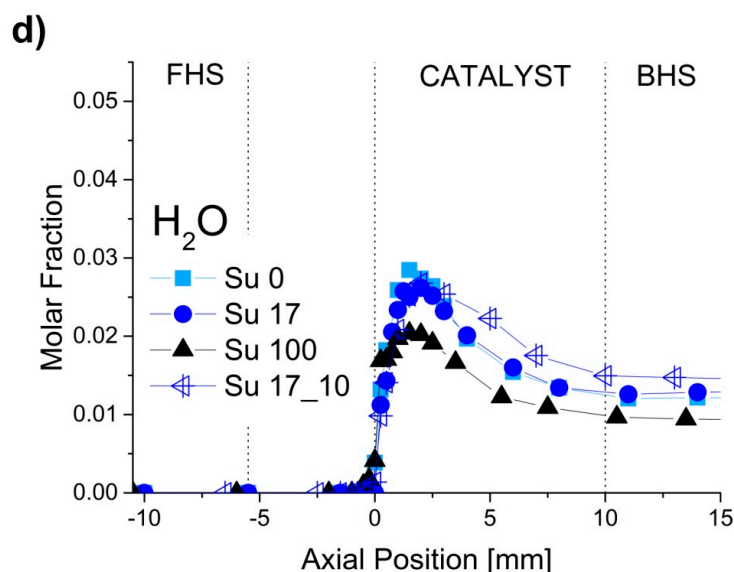 d)
FHS CATALYST BHS
0.05
0.04
0.03
0.02
0.01
0.00
Molar Fraction
H₂O
Su 0
Su 17
Su 100
Su 17_10
-10 -5 0 5 10 15
Axial Position [mm]